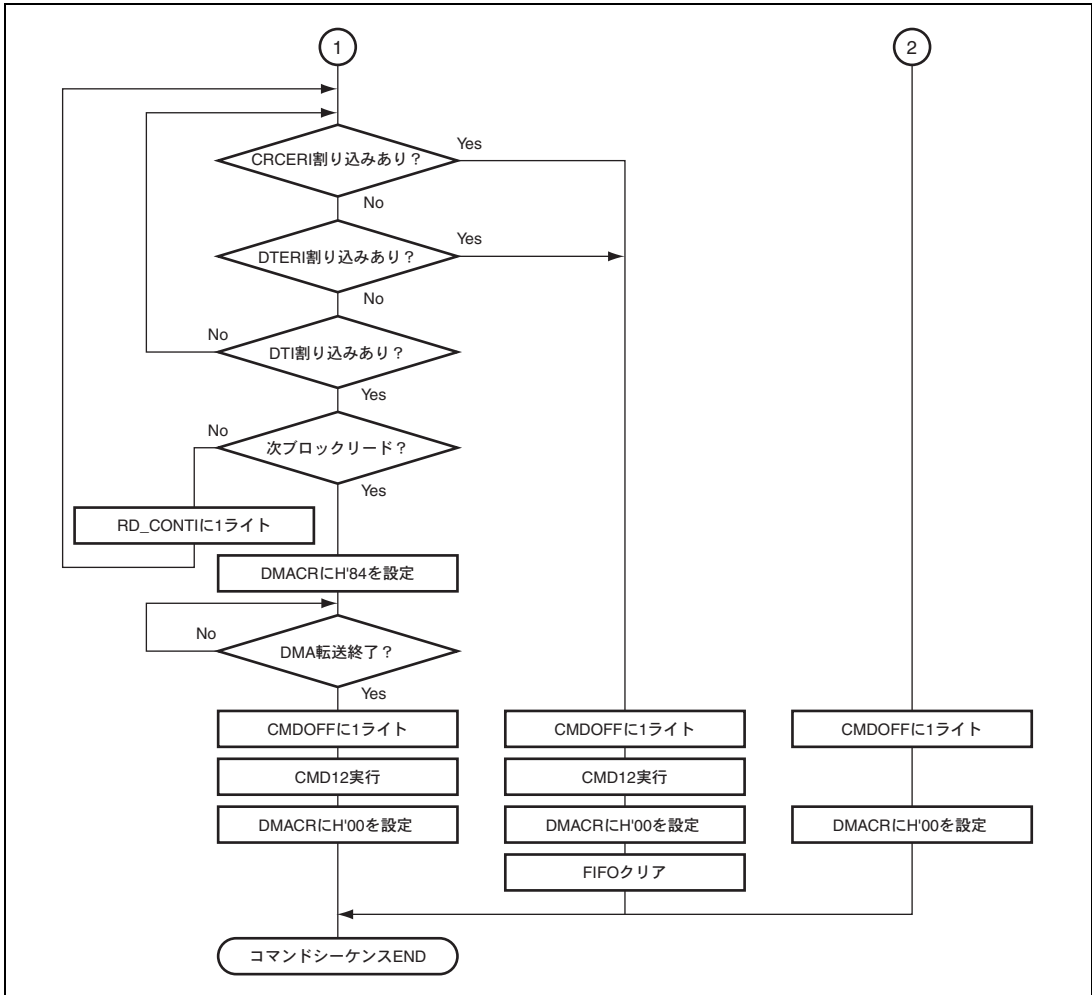 1
2
CRCERI割り込みあり？
Yes
No
DTERI割り込みあり？
Yes
No
DTI割り込みあり？
No
Yes
次ブロックリード？
No
Yes
RD_CONTIに1ライト
DMACRにH'84を設定
DMA転送終了？
No
Yes
CMDOFFに1ライト
CMD12実行
DMACRにH'00を設定
CMDOFFに1ライト
CMD12実行
DMACRにH'00を設定
FIFOクリア
CMDOFFに1ライト
DMACRにH'00を設定
コマンドシーケンスEND